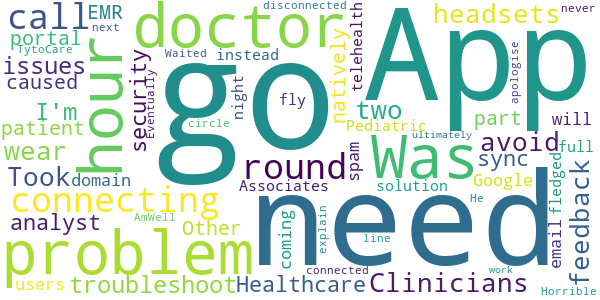 disconnected
call EMR doctor App headsets never
portal next
TytoCare
issues Waited instead
caused hour security Eventually night go fly telehealth natively apologise
I'm two part will
patient circle Pediatric
wear round spam Was avoid
ultimately
Took domain Associates need solution sync Google full fledged feedback
connecting He
analyst AmWell Other coming explain line email
problem connected Clinicians work
users troubleshoot Healthcare Horrible